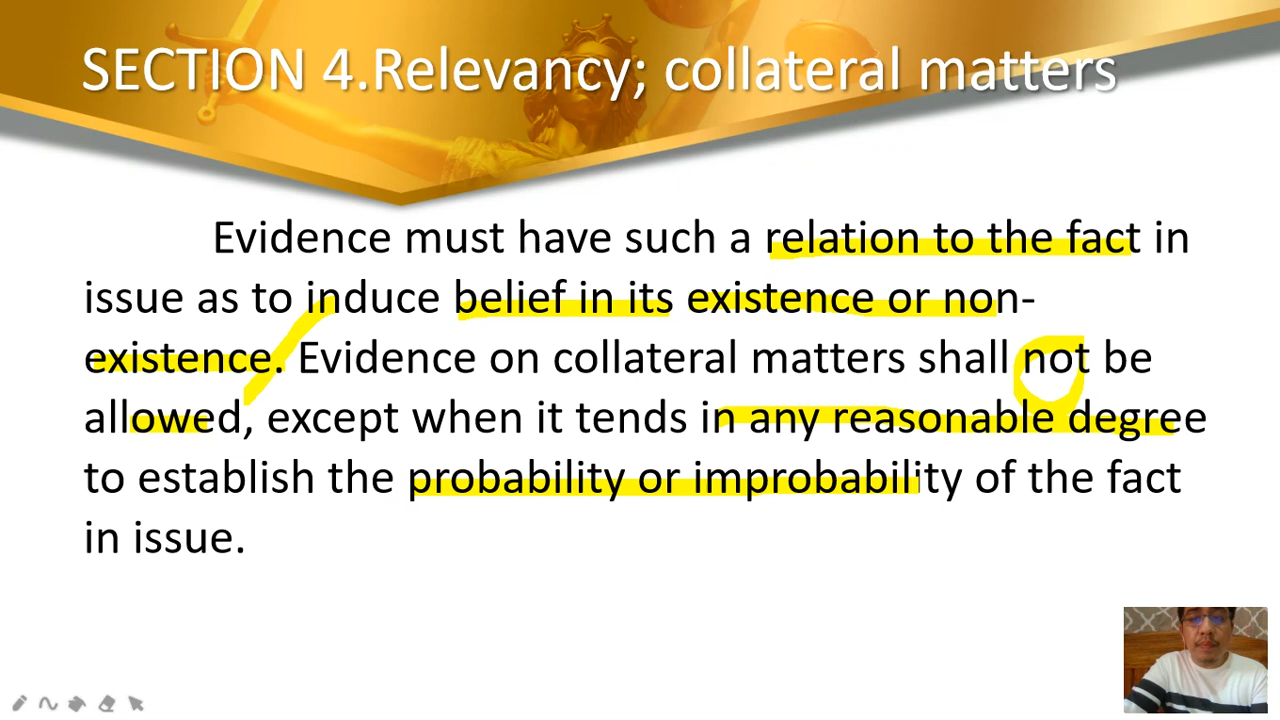 SECTION 4.Relevancy; collateral matters
Evidence must have such a relation to the fact in
issue as to induce belief in its existence or non-
existence. Evidence on collateral matters shall not be
allowed, except when it tends in any reasonable degree
to establish the probability or improbability of the fact
in issue.